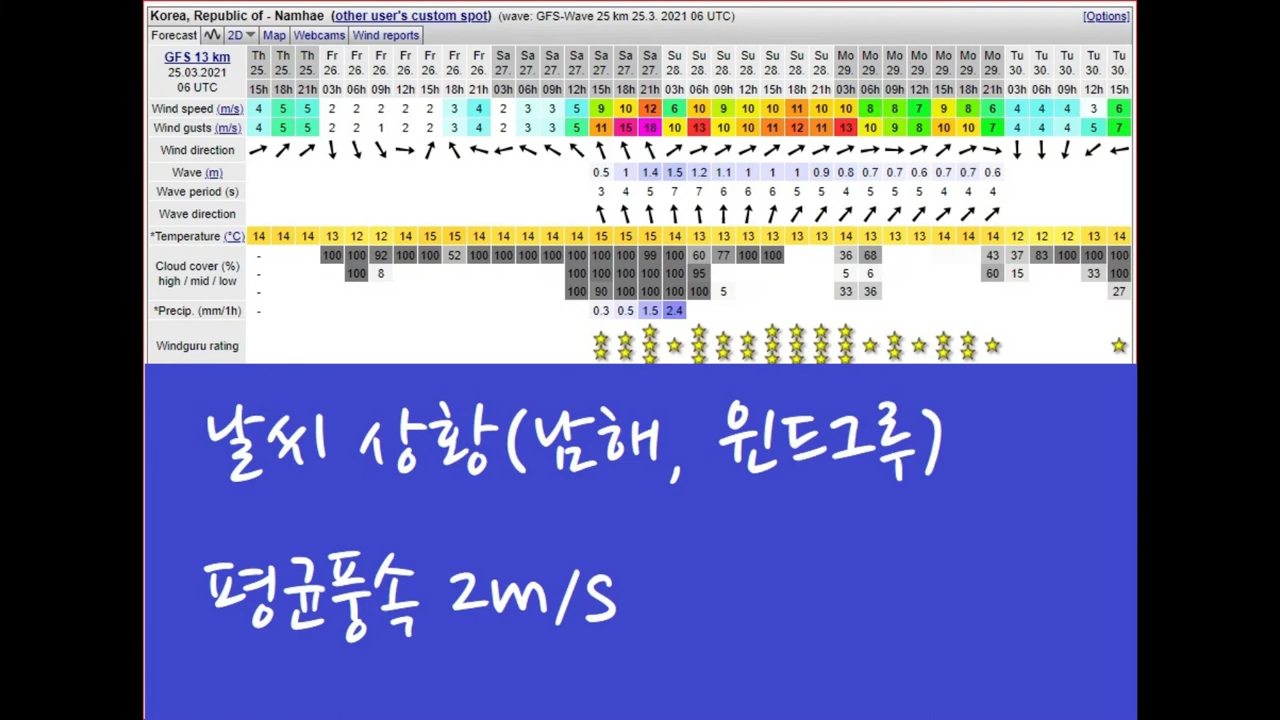 Korea, Republic of - Namhae (other user's custom spot) (wave: GFS-Wave 25 km 25.3. 2021 06 UTC) [Options]
Forecast 2D Map Webcams Wind reports
GFS 13 km Th Th Th Fr Fr Fr Fr Fr Fr Fr Sa Sa Sa Sa Sa Sa Sa Su Su Su Su Su Su Su Mo Mo Mo Mo Mo Mo Mo Tu Tu Tu Tu Tu
25.03.2021 25. 25. 25. 26. 26. 26. 26. 26. 26. 26. 27. 27. 27. 27. 27. 27. 27. 28. 28. 28. 28. 28. 28. 28. 29. 29. 29. 29. 29. 29. 29. 30. 30. 30. 30. 30.
06 UTC 15h 18h 21h 03h 06h 09h 12h 15h 18h 21h 03h 06h 09h 12h 15h 18h 21h 03h 06h 09h 12h 15h 18h 21h 03h 06h 09h 12h 15h 18h 21h 03h 06h 09h 12h 15h
Wind speed (m/s) 4 5 5 2 2 2 2 2 3 4 2 3 3 5 9 10 12 6 10 9 10 10 11 10 10 8 8 7 9 8 6 4 4 4 3 6
Wind gusts (m/s) 4 5 5 2 2 1 2 2 3 4 2 3 3 5 11 15 18 10 13 10 10 11 12 11 13 10 9 8 10 10 7 4 4 4 5 7
Wind direction
Wave (m) 0.5 1 1.4 1.5 1.2 1.1 1 1 1 0.9 0.8 0.7 0.7 0.6 0.7 0.7 0.6
Wave period (s) 3 4 5 7 7 6 6 6 5 5 4 5 5 5 4 4 4
Wave direction
*Temperature (°C) 14 14 14 13 12 12 14 15 15 14 14 14 14 14 15 15 15 14 13 13 13 13 13 13 14 13 13 13 14 14 14 12 12 12 13 14
Cloud cover (%)
high / mid / low
- 100 100 92 100 100 52 100 100 100 100 100 100 100 99 100 60 77 100 100 36 68 43 37 83 100 100 100
- 100 8 100 100 100 100 100 95 5 6 60 15 33 100
- 100 90 100 100 100 100 5 33 36 27
*Precip. (mm/1h) - 0.3 0.5 1.5 2.4
Windguru rating
날씨 상황(남해, 윈드그루)
평균풍속 2m/s